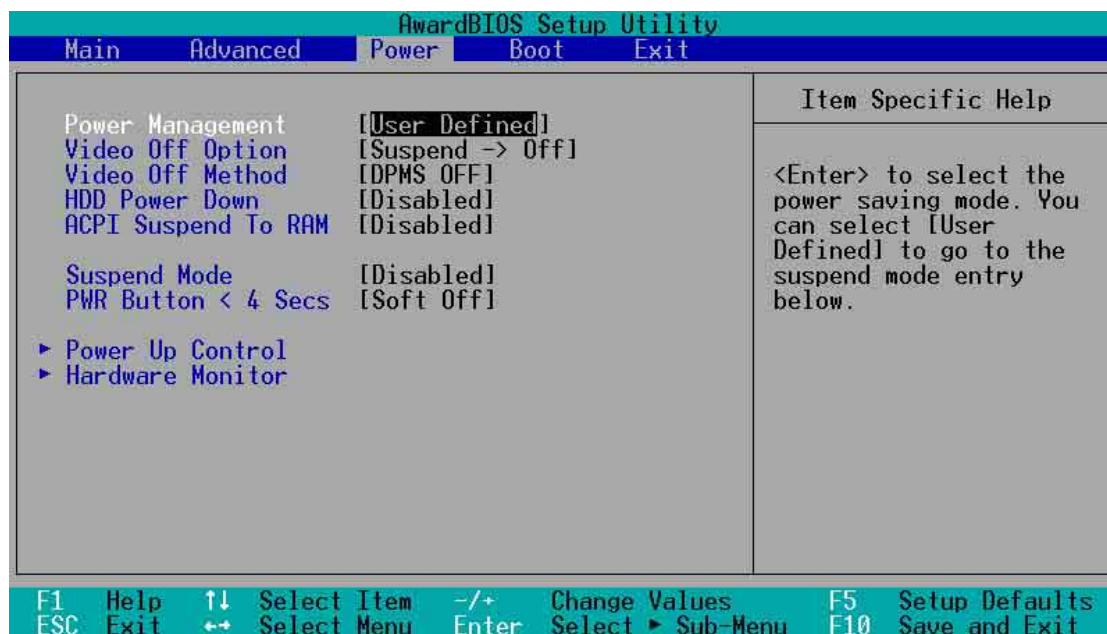 AwardBIOS Setup Utility
Main Advanced Power Boot Exit
Power Management [User Defined]
Video Off Option [Suspend -> Off]
Video Off Method [DPMS OFF]
HDD Power Down [Disabled]
ACPI Suspend To RAM [Disabled]
Suspend Mode [Disabled]
PWR Button < 4 Secs [Soft Off]
► Power Up Control
► Hardware Monitor
Item Specific Help
<Enter> to select the
power saving mode. You
can select [User
Defined] to go to the
suspend mode entry
below.
F1 Help ↑↓ Select Item -/+ Change Values F5 Setup Defaults
ESC Exit ←→ Select Menu Enter Select ► Sub-Menu F10 Save and Exit